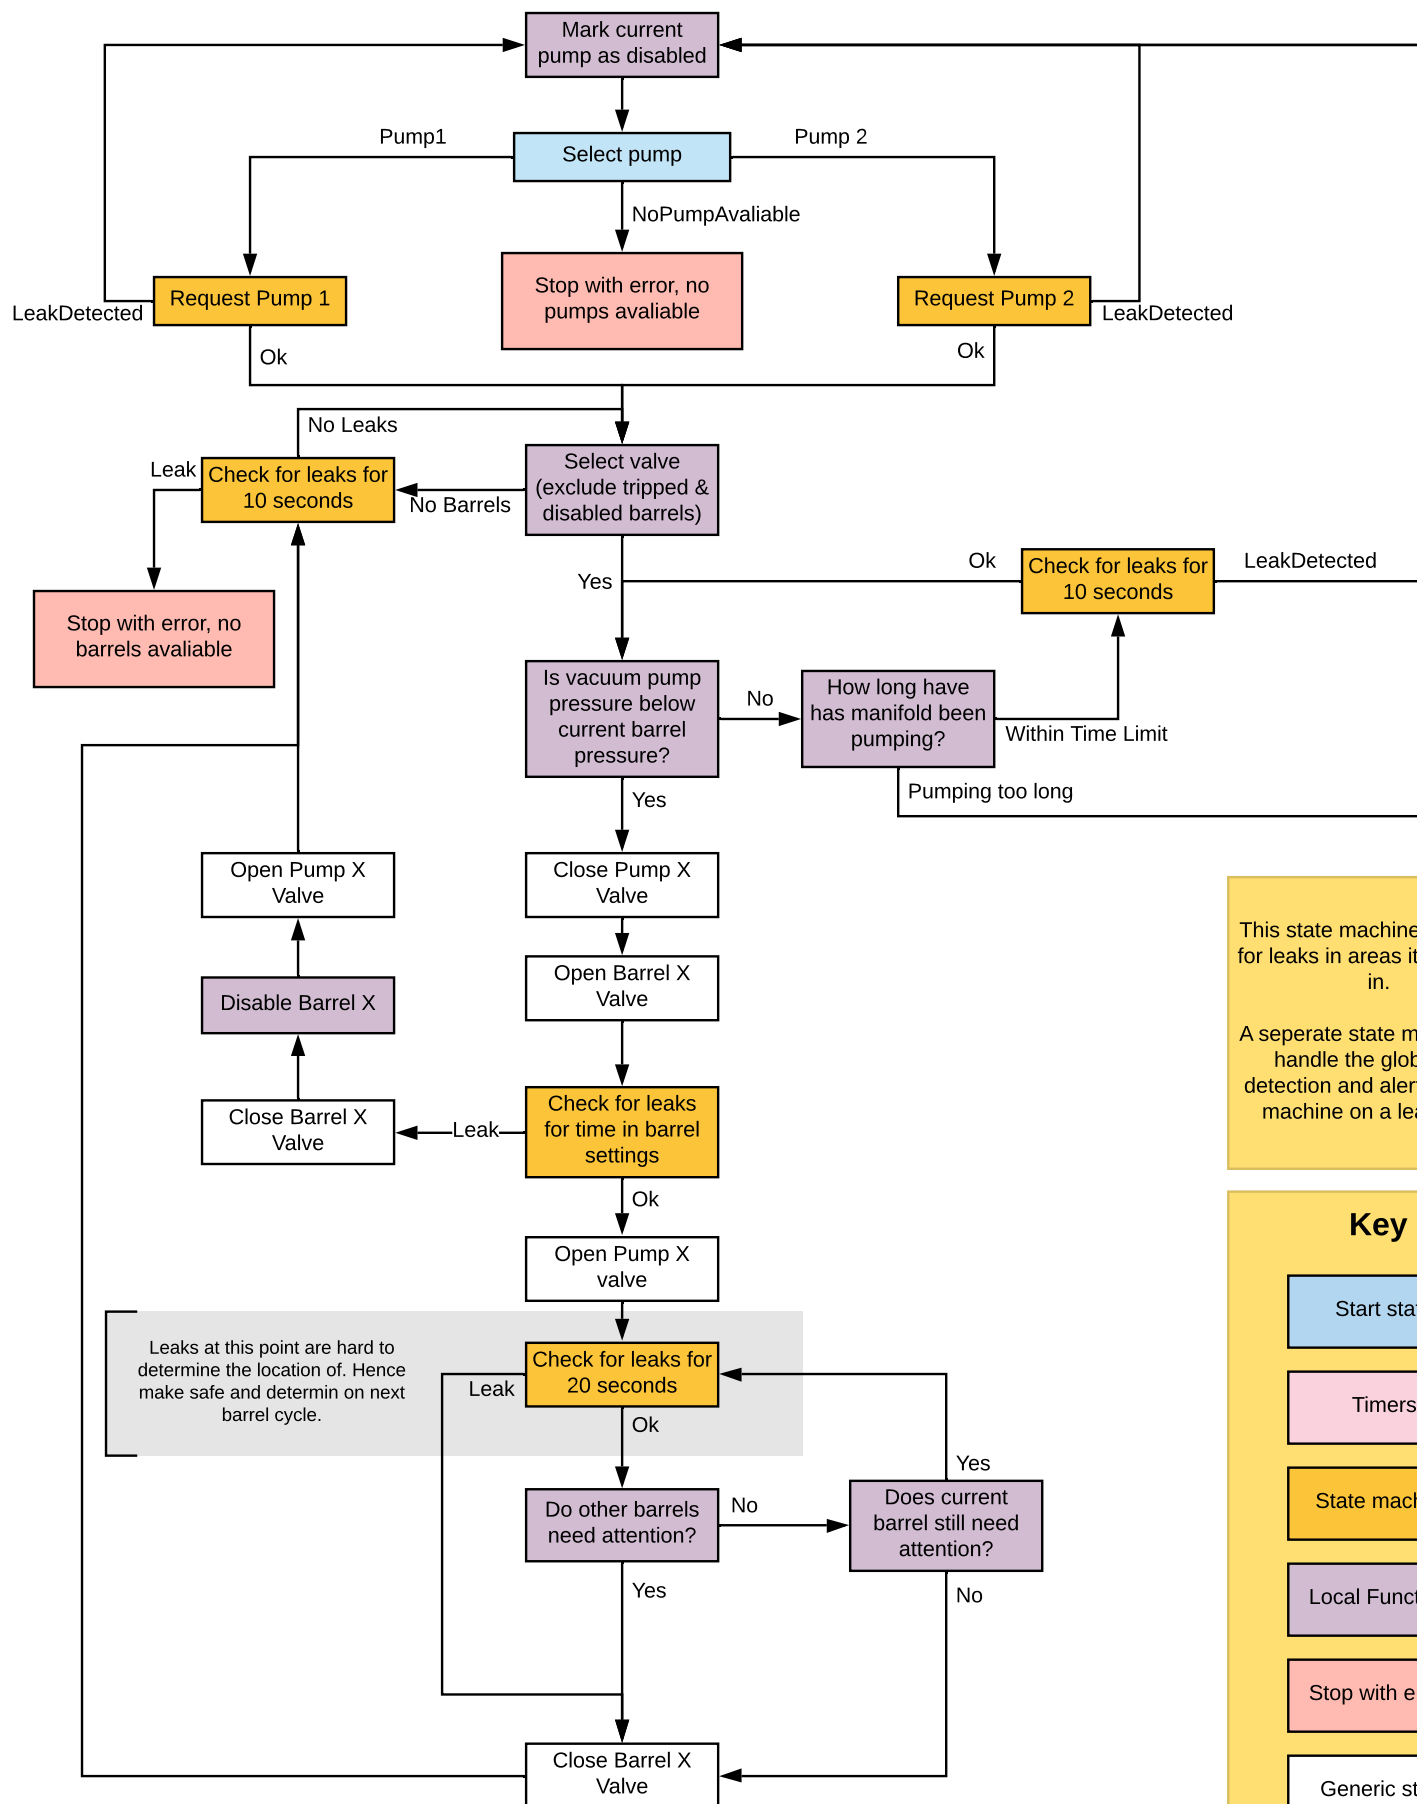 Mark current
pump as disabled
Pump1
Select pump
Pump 2
NoPumpAvaliable
Request Pump 1
Stop with error, no
pumps avaliable
Request Pump 2
LeakDetected
LeakDetected
Ok
Ok
No Leaks
Leak
Check for leaks for
10 seconds
No Barrels
Select valve
(exclude tripped &
disabled barrels)
Stop with error, no
barrels avaliable
Yes
Ok
Check for leaks for
10 seconds
LeakDetected
Is vacuum pump
pressure below
current barrel
pressure?
No
How long have
has manifold been
pumping?
Within Time Limit
Pumping too long
Yes
Open Pump X
Valve
Close Pump X
Valve
Disable Barrel X
Open Barrel X
Valve
Close Barrel X
Valve
Leak
Check for leaks
for time in barrel
settings
Ok
Open Pump X
valve
Leaks at this point are hard to
determine the location of. Hence
make safe and determin on next
barrel cycle.
Check for leaks for
20 seconds
Leak
Ok
Do other barrels
need attention?
No
Does current
barrel still need
attention?
Yes
Yes
No
Close Barrel X
Valve
This state machine
for leaks in areas it
in.
A seperate state m
handle the glob
detection and aler
machine on a lea
Key
Start sta
Timers
State mach
Local Funct
Stop with e
Generic st